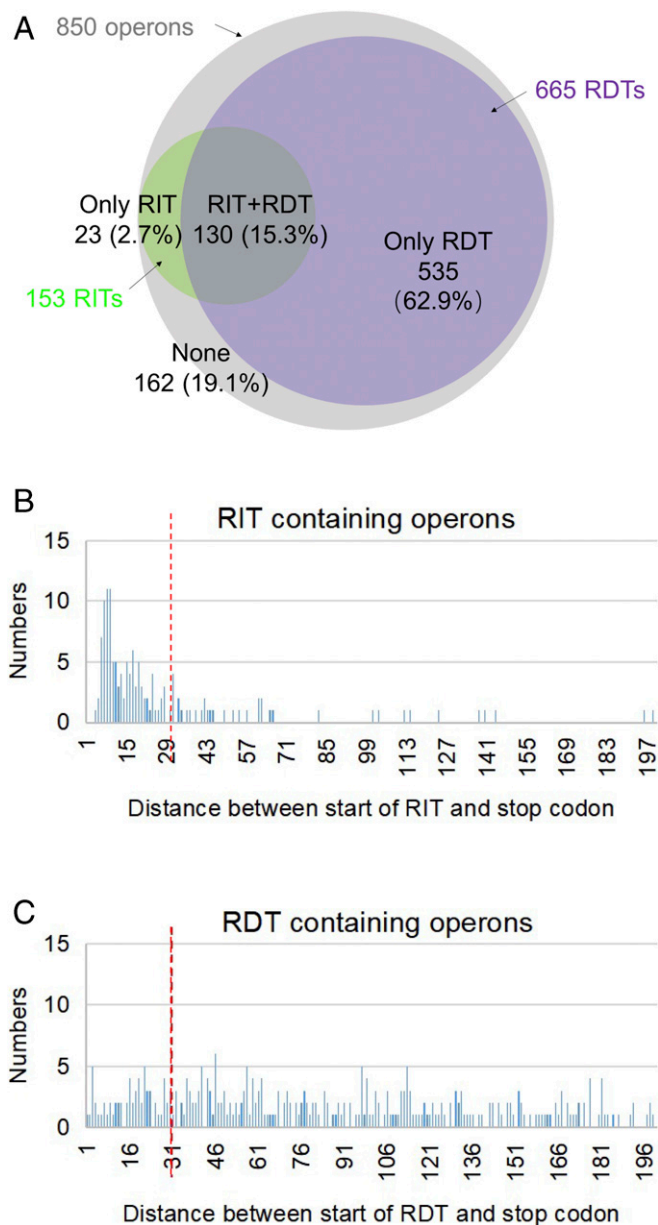 A
850 operons
665 RDTs
Only RIT
23 (2.7%)
RIT+RDT
130 (15.3%)
Only RDT
535
(62.9%)
153 RITs
None
162 (19.1%)
B
RIT containing operons
15
10
5
0
Numbers
1
15
29
43
57
71
85
99
113
127
141
155
169
183
197
Distance between start of RIT and stop codon
C
RDT containing operons
15
10
5
0
Numbers
1
16
31
46
61
76
91
106
121
136
151
166
181
196
Distance between start of RDT and stop codon